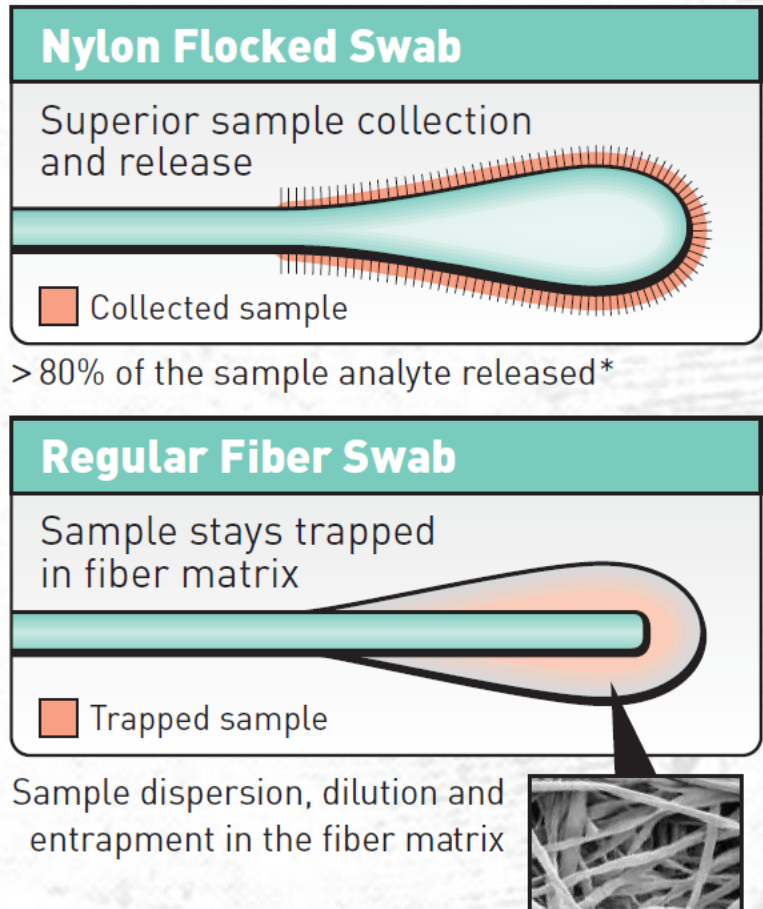 Nylon Flocked Swab
Superior sample collection
and release
Collected sample
> 80% of the sample analyte released*
Regular Fiber Swab
Sample stays trapped
in fiber matrix
Trapped sample
Sample dispersion, dilution and
entrapment in the fiber matrix